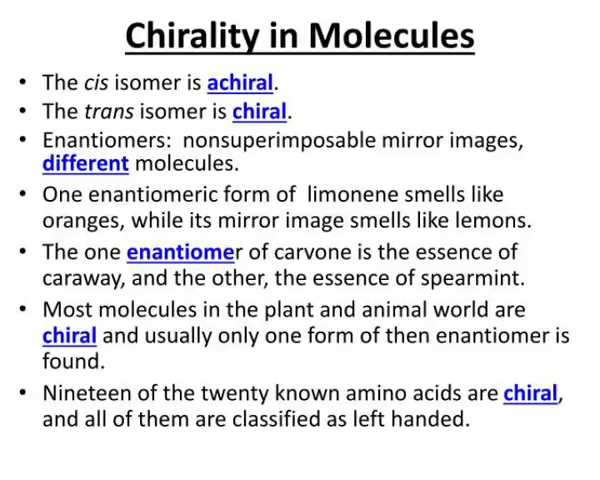 Chirality in Molecules
• The cis isomer is achiral.
• The trans isomer is chiral.
• Enantiomers: nonsuperimposable mirror images,
different molecules.
• One enantiomeric form of limonene smells like
oranges, while its mirror image smells like lemons.
• The one enantiomer of carvone is the essence of
caraway, and the other, the essence of spearmint.
• Most molecules in the plant and animal world are
chiral and usually only one form of then enantiomer is
found.
• Nineteen of the twenty known amino acids are chiral,
and all of them are classified as left handed.